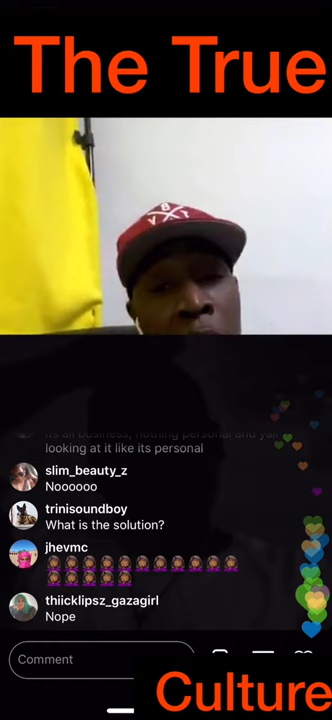 The True
B
V T
its all business, nothing personal and yall
looking at it like its personal
slim_beauty_z
Noooooo
trinisoundboy
What is the solution?
jhevmc
thiicklipsz_gazagirl
Nope
Comment
Culture